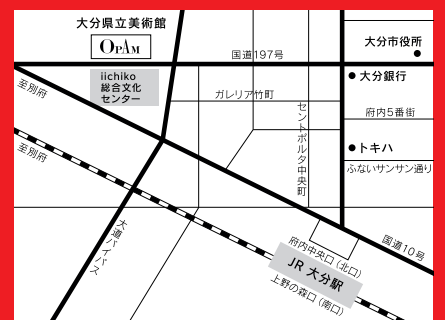 大分県立美術館
OPAM
大分市役所
国道197号
iichiko
総合文化
センター
大分銀行
至別府
ガレリア竹町
セントポルタ中央町
府内5番街
トキハ
至別府
ふないサンサン通り
大道バイパス
府内中央口（北口）
国道10号
JR 大分駅
上野の森口（南口）